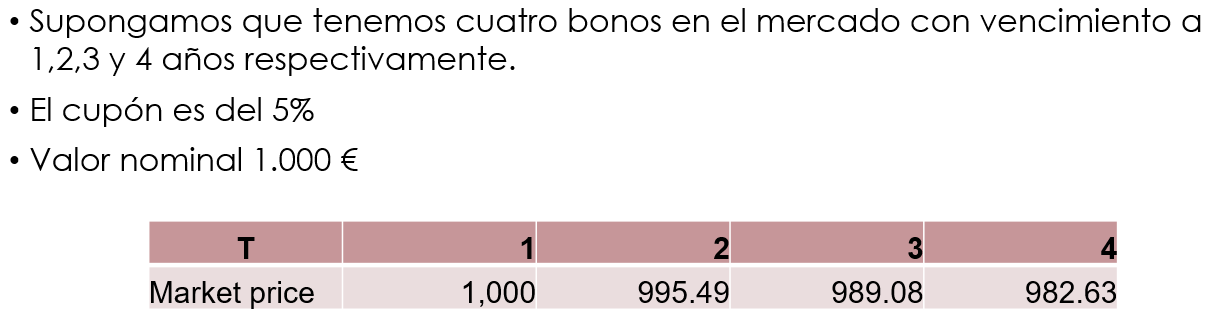 • Supongamos que tenemos cuatro bonos en el mercado con vencimiento a
1,2,3 y 4 años respectivamente.
• El cupón es del 5%
• Valor nominal 1.000 €
T 1 2 3 4
Market price 1,000 995.49 989.08 982.63